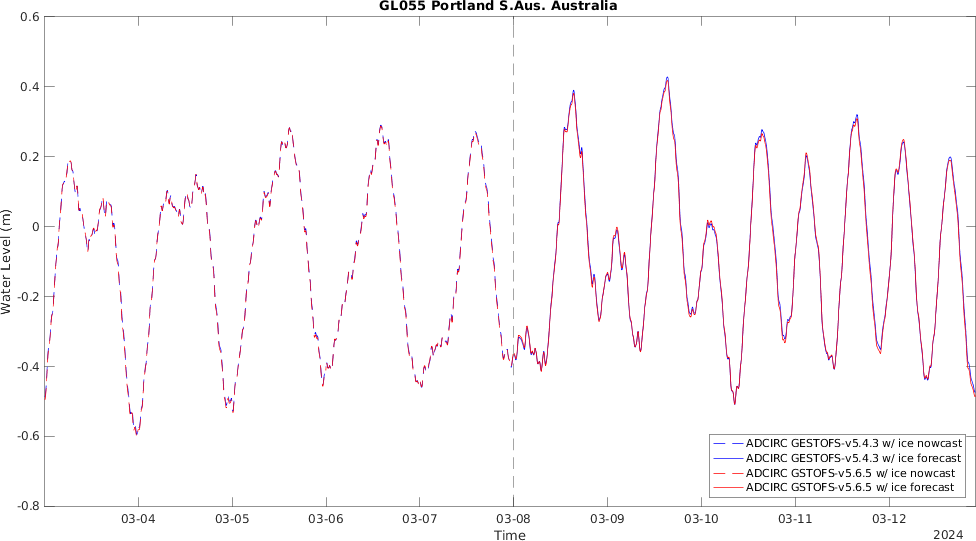 GL055 Portland S.Aus. Australia
Water Level (m)
0.6
0.4
0.2
0
-0.2
-0.4
-0.6
-0.8
03-04
03-05
03-06
03-07
03-08
03-09
03-10
03-11
03-12
Time
2024
ADCIRC GESTOFS-v5.4.3 w/ ice nowcast
ADCIRC GESTOFS-v5.4.3 w/ ice forecast
ADCIRC GSTOFS-v5.6.5 w/ ice nowcast
ADCIRC GSTOFS-v5.6.5 w/ ice forecast